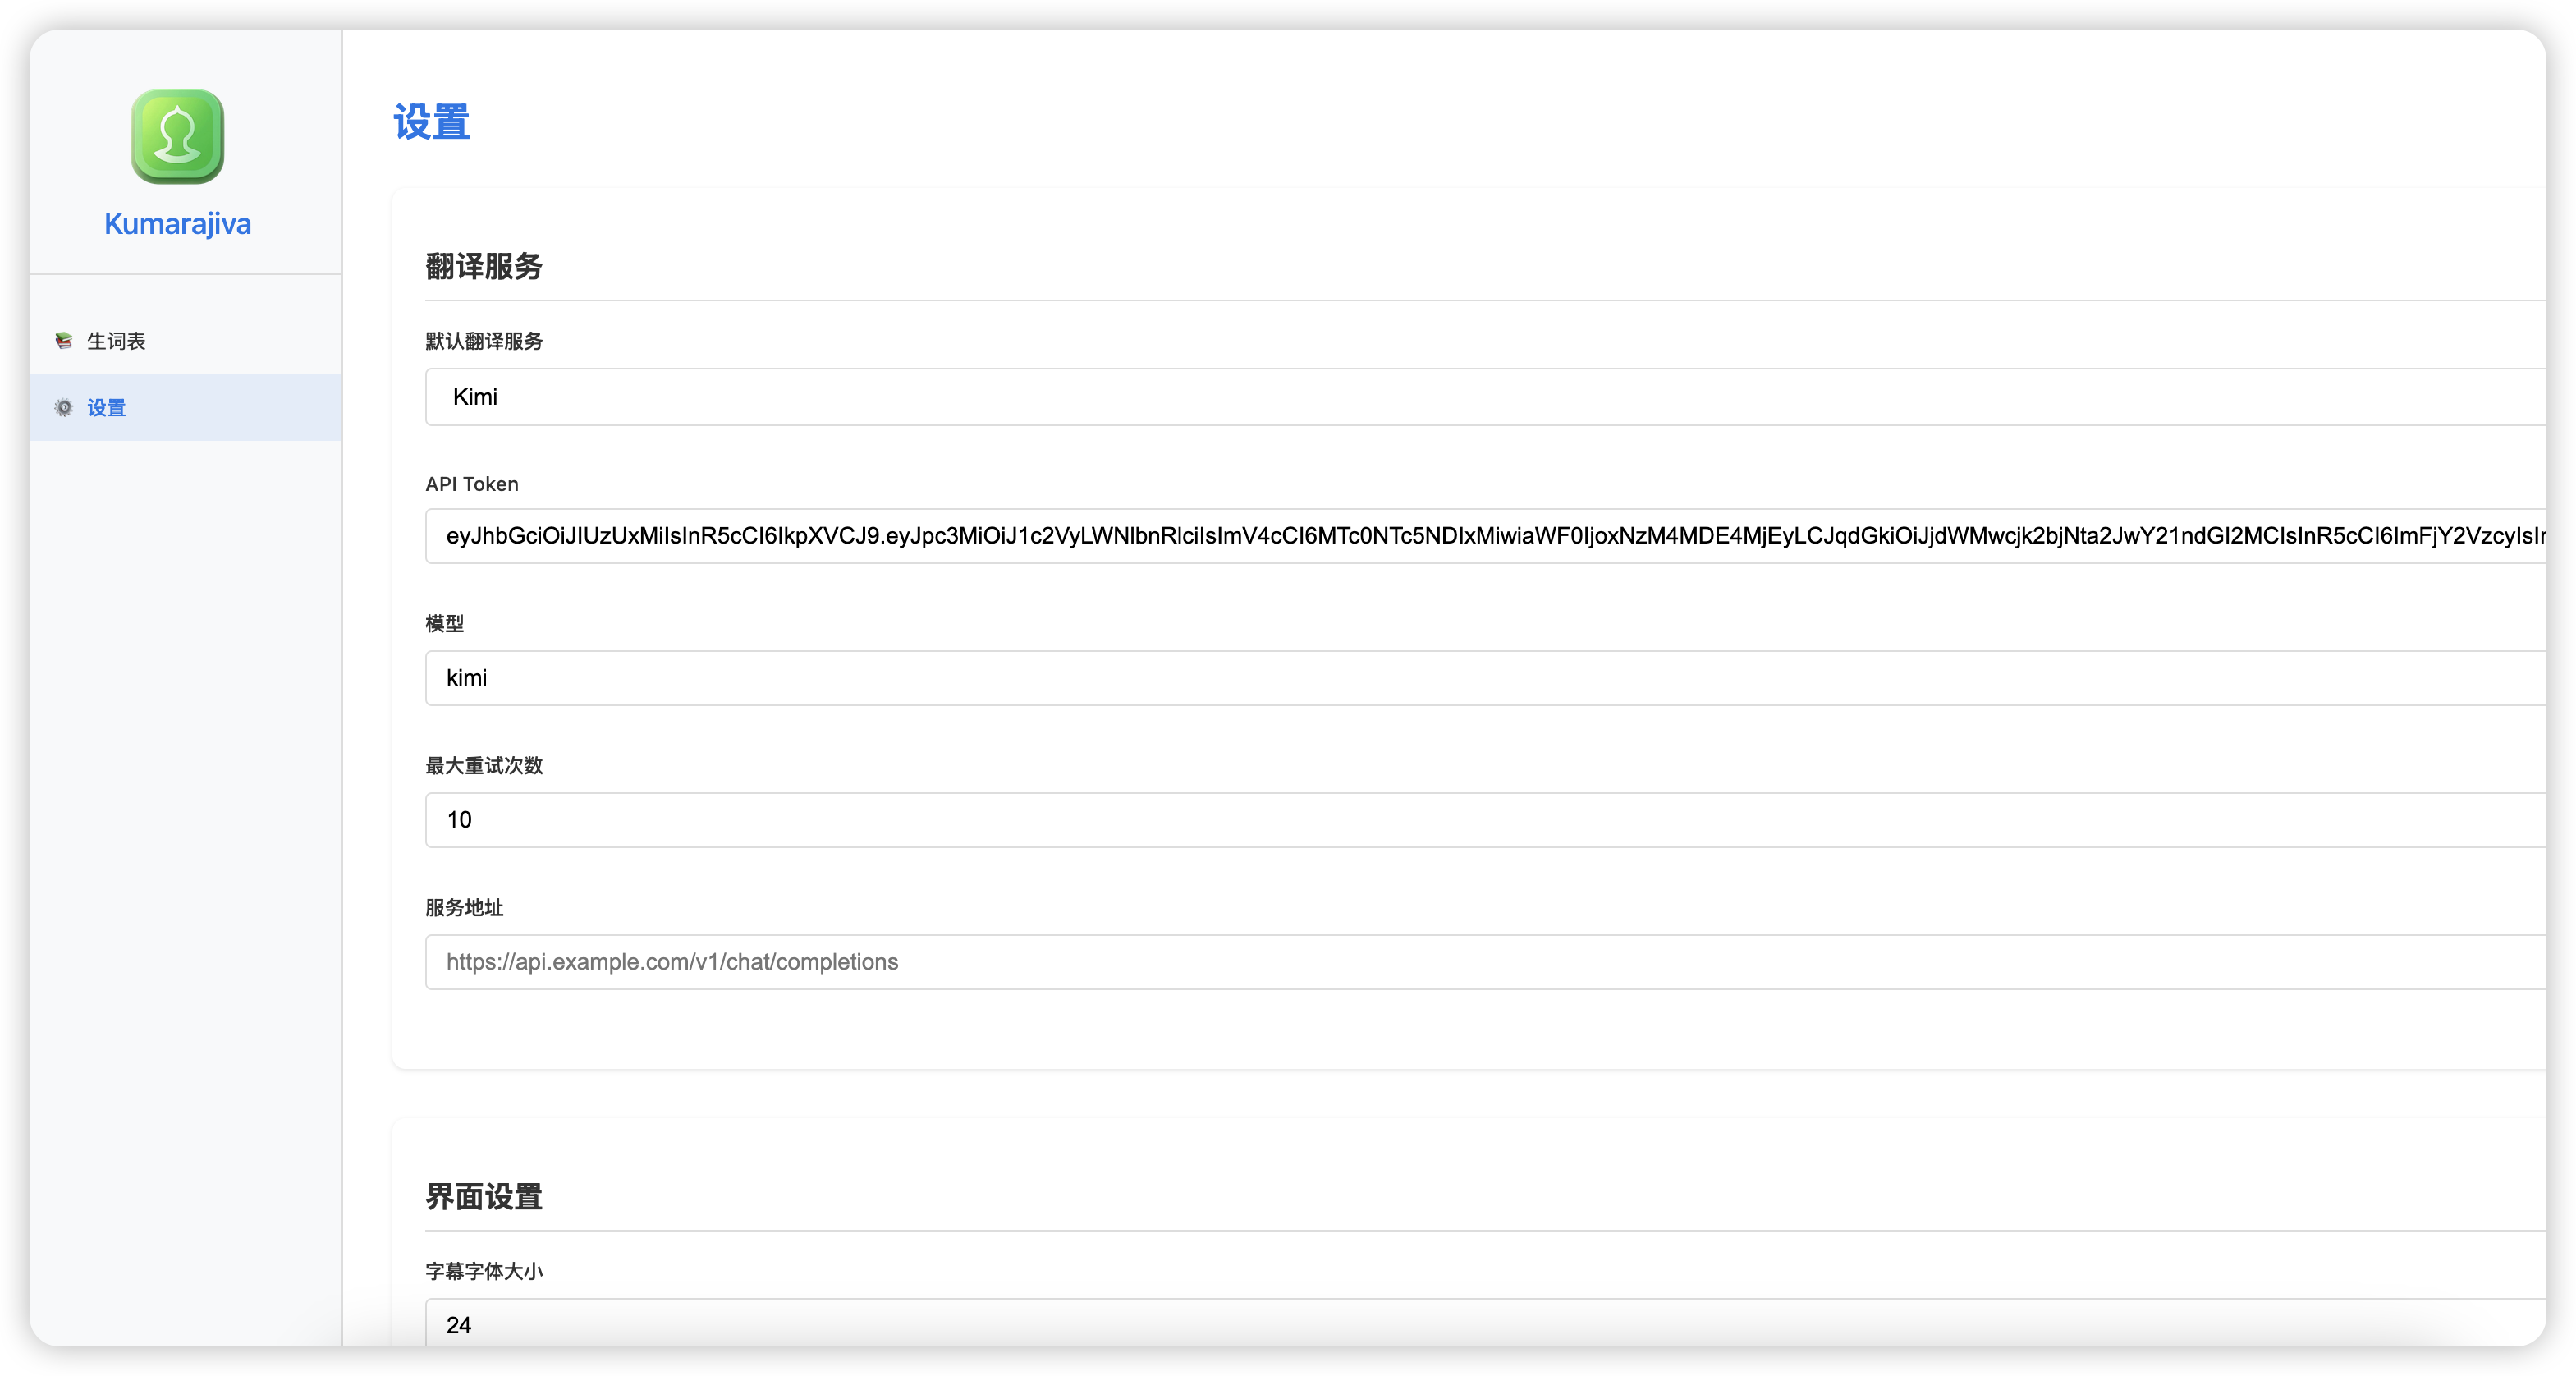 Kumarajiva
生词表
设置
设置
翻译服务
默认翻译服务
Kimi
API Token
eyJhbGciOiJIUzUxMiIsInR5cCI6IkpXVCJ9.eyJpc3MiOiJ1c2VyLWNlbnRlciIsImV4cCI6MTc0NTc5NDIxMiwiaWF0IjoxNzM4MDE4MjEyLCJqdGkiOiJjdWMwcjk2bjNta2JwY21ndGI2MCIsInR5cCI6ImFjY2VzcyIsI
模型
kimi
最大重试次数
10
服务地址
https://api.example.com/v1/chat/completions
界面设置
字幕字体大小
24